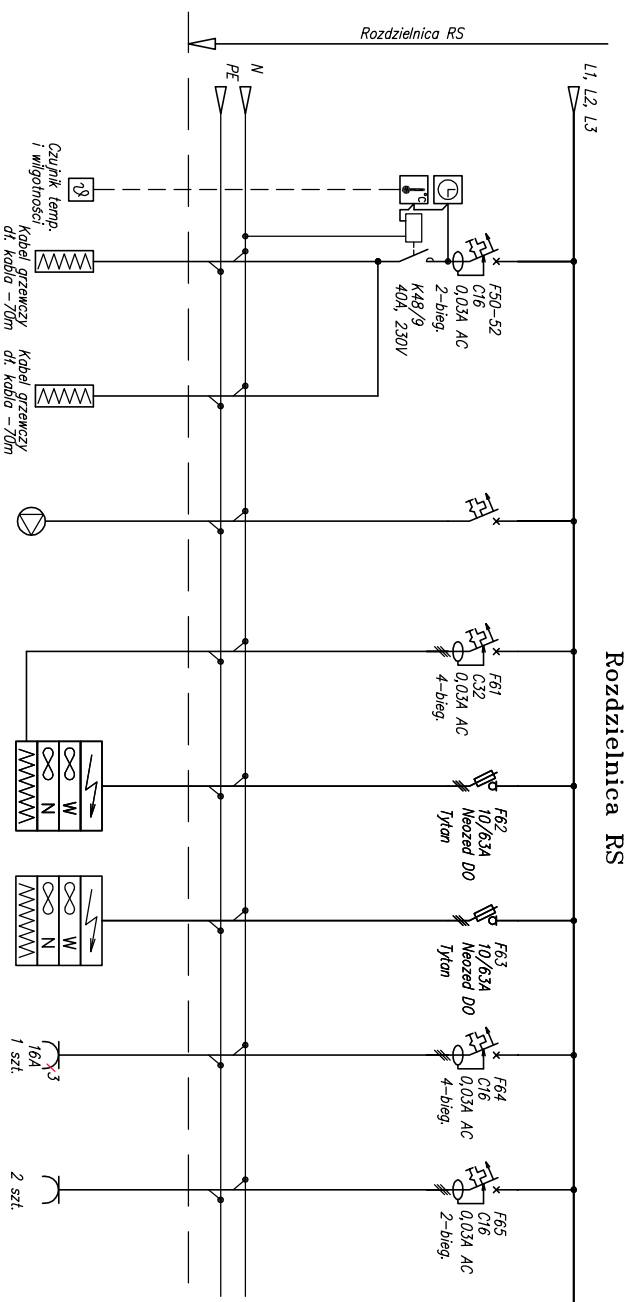 Rozdzielnica RS
Rozdzielnica RS
L1, L2, L3
N
PE
F50-52
C16
0,03A AC
2-bieg.
K48/9
40A, 230V
°C
ϑ
Czujnik temp.
i wilgotności
Kabel grzewczy
dł. kabla -70m
Kabel grzewczy
dł. kabla -70m
F61
C32
0,03A AC
4-bieg.
F62
10/63A
Neozed DO
Tytan
W
N
F63
10/63A
Neozed DO
Tytan
W
N
F64
C16
0,03A AC
4-bieg.
3
16A
1 szt.
F65
C16
0,03A AC
2-bieg.
2 szt.